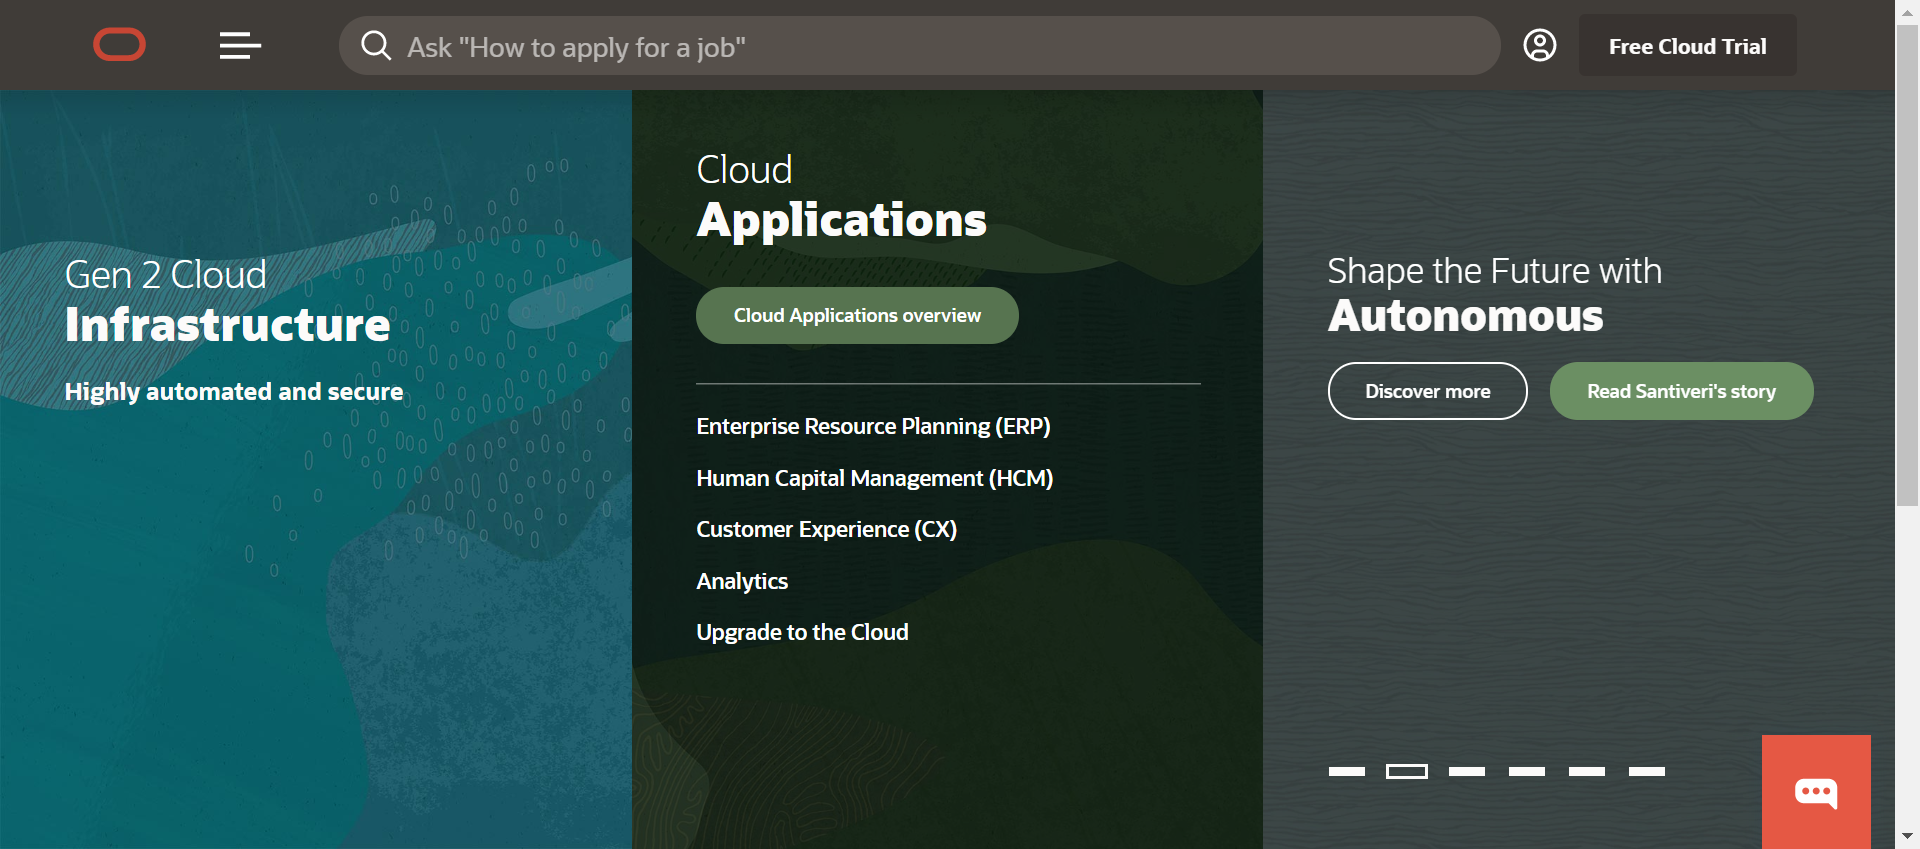 Ask "How to apply for a job"
Free Cloud Trial
Gen 2 Cloud
Infrastructure
Highly automated and secure
Cloud
Applications
Cloud Applications overview
Enterprise Resource Planning (ERP)
Human Capital Management (HCM)
Customer Experience (CX)
Analytics
Upgrade to the Cloud
Shape the Future with
Autonomous
Discover more
Read Santiveri's story